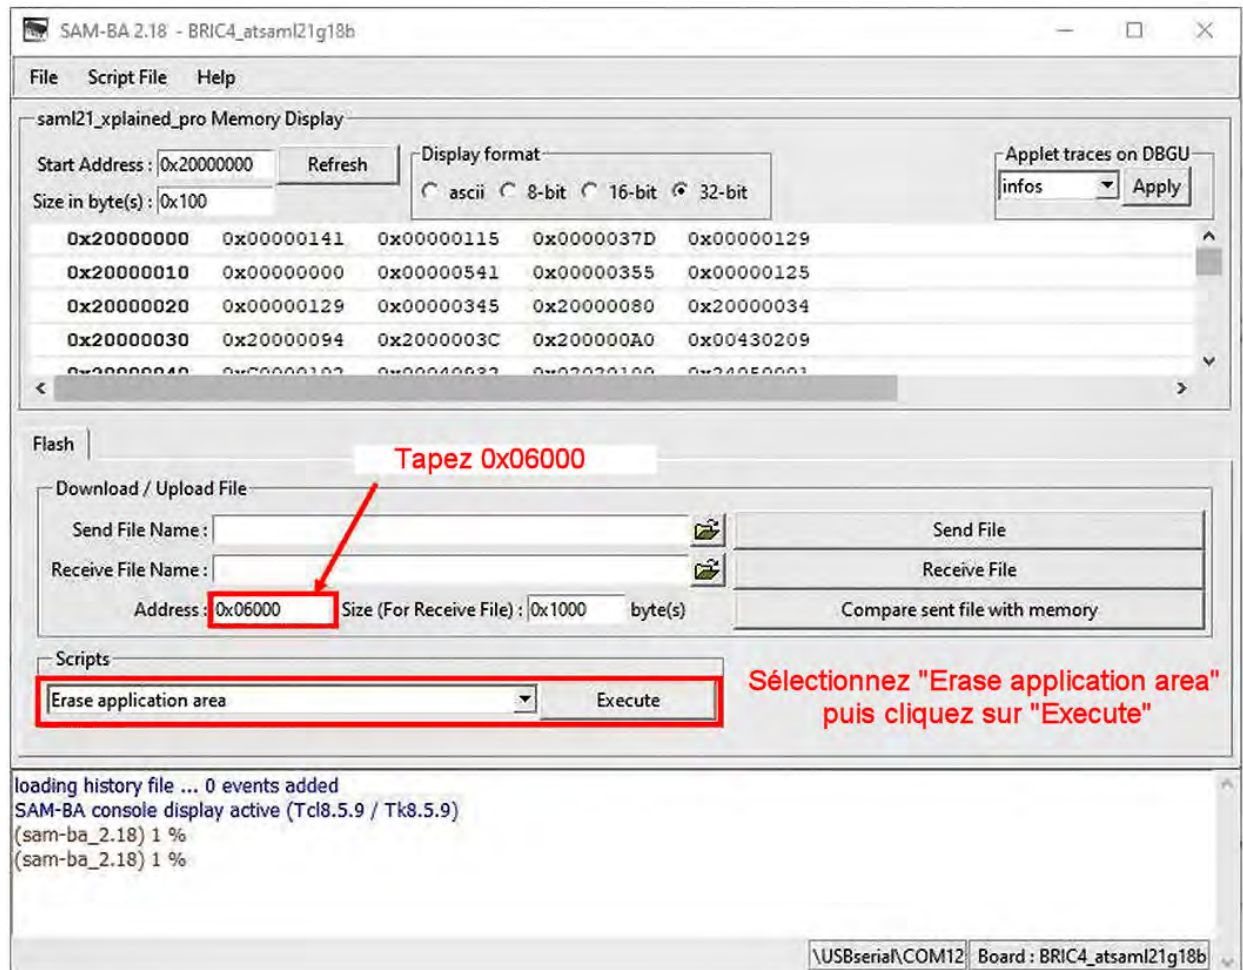 SAM-BA 2.18 - BRIC4_atsaml21g18b
File Script File Help
saml21_xplained_pro Memory Display
Start Address : 0x20000000 Refresh
Size in byte(s) : 0x100
Display format
ascii 8-bit 16-bit 32-bit
Applet traces on DBGU
infos Apply
0x20000000 0x00000141 0x00000115 0x0000037D 0x00000129
0x20000010 0x00000000 0x00000541 0x00000355 0x00000125
0x20000020 0x00000129 0x00000345 0x20000080 0x20000034
0x20000030 0x20000094 0x2000003C 0x200000A0 0x00430209
Flash
Tapez 0x06000
Download / Upload File
Send File Name : Send File
Receive File Name : Receive File
Address : 0x06000 Size (For Receive File) : 0x1000 byte(s) Compare sent file with memory
Scripts
Erase application area Execute
Sélectionnez "Erase application area"
puis cliquez sur "Execute"
loading history file ... 0 events added
SAM-BA console display active (Tcl8.5.9 / Tk8.5.9)
(sam-ba_2.18) 1 %
(sam-ba_2.18) 1 %
\USBserial\COM12 Board : BRIC4_atsaml21g18b